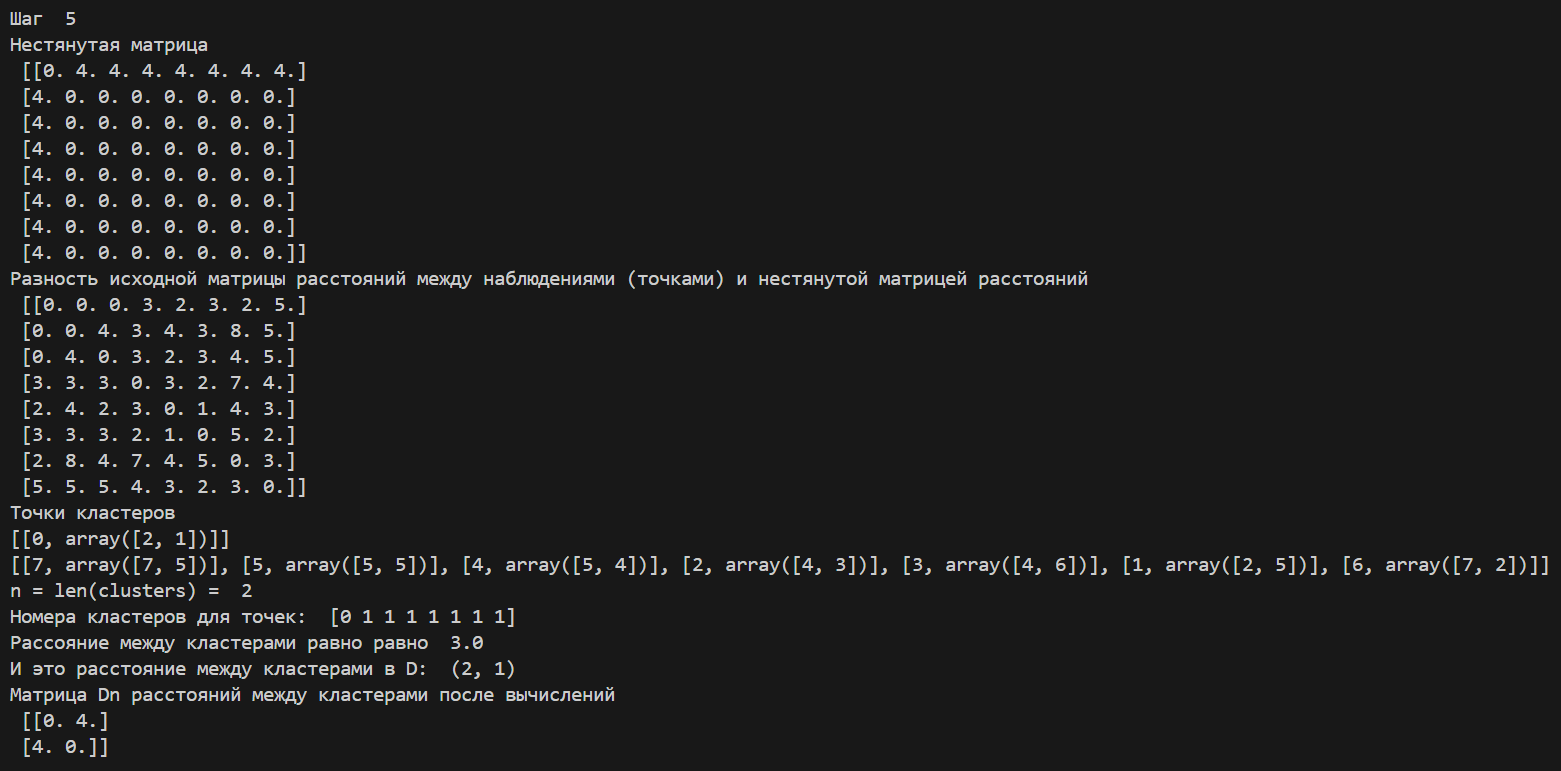 Шаг  5
Нестянутая матрица
 [[0. 4. 4. 4. 4. 4. 4. 4.]
 [4. 0. 0. 0. 0. 0. 0. 0.]
 [4. 0. 0. 0. 0. 0. 0. 0.]
 [4. 0. 0. 0. 0. 0. 0. 0.]
 [4. 0. 0. 0. 0. 0. 0. 0.]
 [4. 0. 0. 0. 0. 0. 0. 0.]
 [4. 0. 0. 0. 0. 0. 0. 0.]
 [4. 0. 0. 0. 0. 0. 0. 0.]]
Разность исходной матрицы расстояний между наблюдениями (точками) и нестянутой матрицей расстояний
 [[0. 0. 0. 3. 2. 3. 2. 5.]
 [0. 0. 4. 3. 4. 3. 8. 5.]
 [0. 4. 0. 3. 2. 3. 4. 5.]
 [3. 3. 3. 0. 3. 2. 7. 4.]
 [2. 4. 2. 3. 0. 1. 4. 3.]
 [3. 3. 3. 2. 1. 0. 5. 2.]
 [2. 8. 4. 7. 4. 5. 0. 3.]
 [5. 5. 5. 4. 3. 2. 3. 0.]]
Точки кластеров
[[0, array([2, 1])]]
[[7, array([7, 5])], [5, array([5, 5])], [4, array([5, 4])], [2, array([4, 3])], [3, array([4, 6])], [1, array([2, 5])], [6, array([7, 2])]]
n = len(clusters) =  2
Номера кластеров для точек:  [0 1 1 1 1 1 1 1]
Рассояние между кластерами равно равно  3.0
И это расстояние между кластерами в D:  (2, 1)
Матрица Dn расстояний между кластерами после вычислений
 [[0. 4.]
 [4. 0.]]